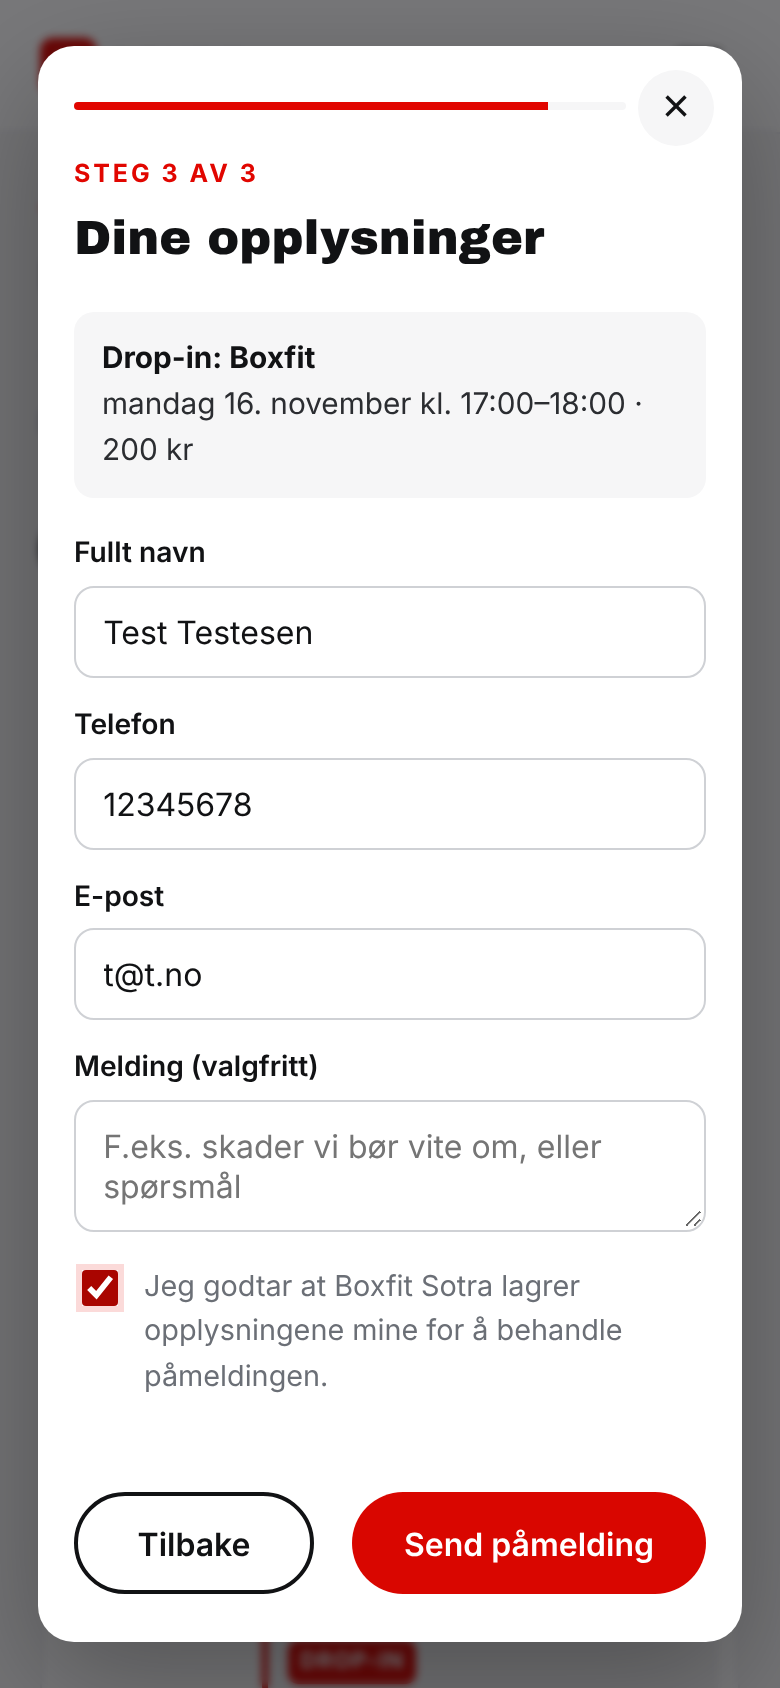 STEG 3 AV 3
Dine opplysninger
Drop-in: Boxfit
mandag 16. november kl. 17:00–18:00 ·
200 kr
Fullt navn
Test Testesen
Telefon
12345678
E-post
t@t.no
Melding (valgfritt)
F.eks. skader vi bør vite om, eller
spørsmål
Jeg godtar at Boxfit Sotra lagrer
opplysningene mine for å behandle
påmeldingen.
Tilbake
Send påmelding
DROP-IN